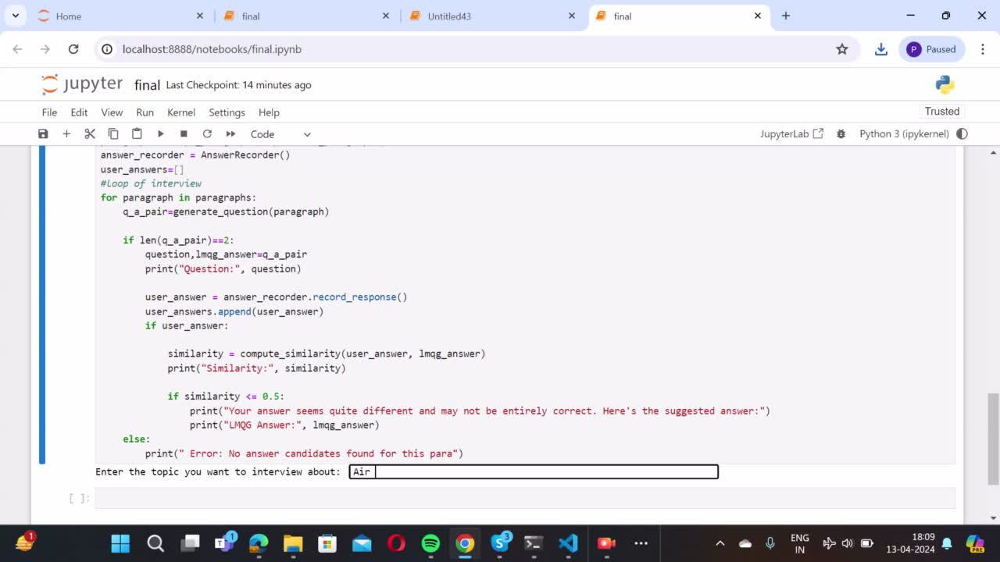 Home
final
Untitled43
final
localhost:8888/notebooks/final.ipynb
P Paused
jupyter final Last Checkpoint: 14 minutes ago
File Edit View Run Kernel Settings Help
Trusted
Code
JupyterLab
Python 3 (ipykernel)
answer_recorder = AnswerRecorder()
user_answers=[]
#loop of interview
for paragraph in paragraphs:
q_a_pair=generate_question(paragraph)
if len(q_a_pair)==2:
question,lmqg_answer=q_a_pair
print("Question:", question)
user_answer = answer_recorder.record_response()
user_answers.append(user_answer)
if user_answer:
similarity = compute_similarity(user_answer, lmqg_answer)
print("Similarity:", similarity)
if similarity <= 0.5:
print("Your answer seems quite different and may not be entirely correct. Here's the suggested answer:")
print("LMQG Answer:", lmqg_answer)
else:
print(" Error: No answer candidates found for this para")
Enter the topic you want to interview about: Air
[ ]:
1
1
3
ENG
IN
18:09
13-04-2024
PRE